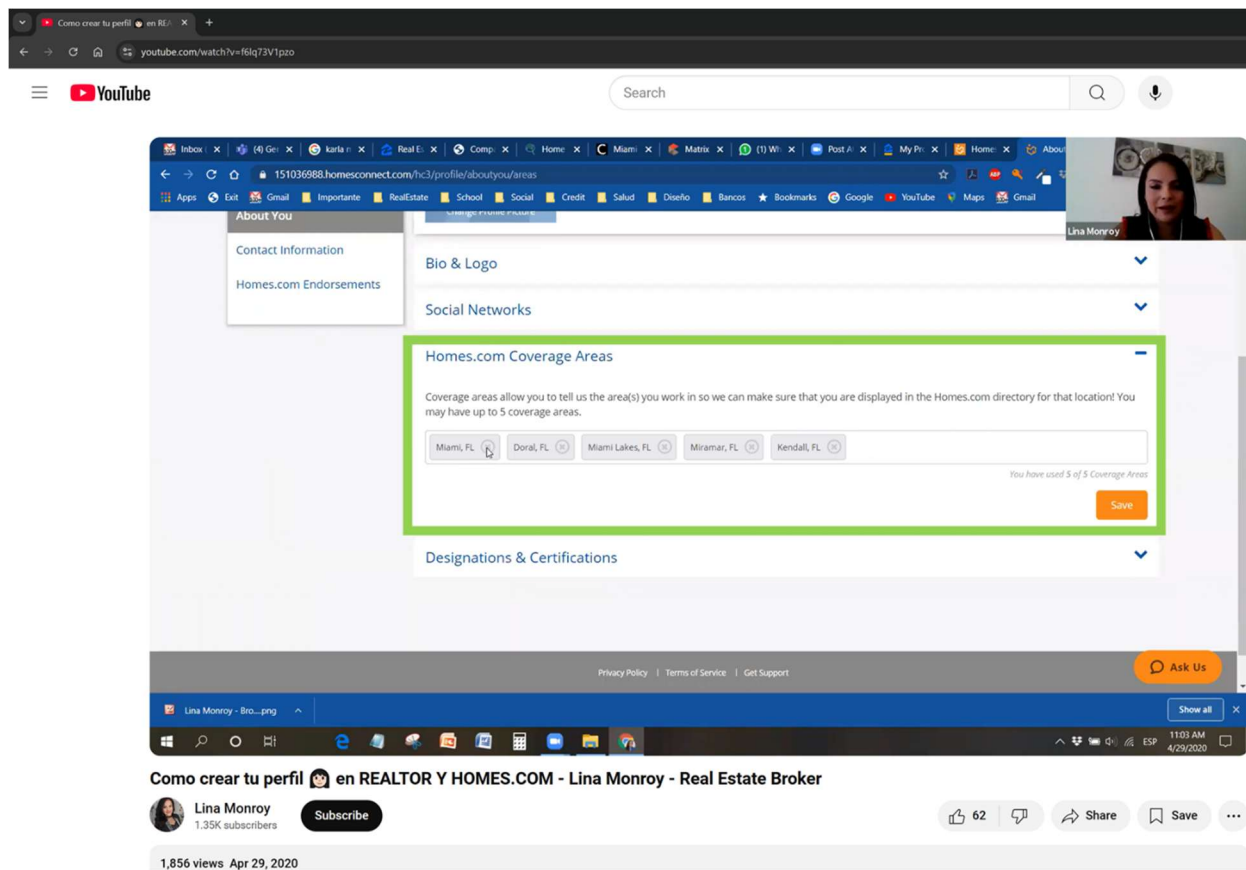 Como crear tu perfil 👩🏻 en REA
youtube.com/watch?v=f6lq73V1pzo
YouTube
Search
Inbox ( (4) Ger karla n Real Es Comp Home Miami Matrix (1) Wh Post A My Pr Home: Abou
151036988.homesconnect.com/hc3/profile/aboutyou/areas
Apps Exit Gmail Importante RealEstate School Social Credit Salud Diseño Bancos Bookmarks Google YouTube Maps Gmail
Lina Monroy
About You
Change Profile Picture
Contact Information
Homes.com Endorsements
Bio & Logo
Social Networks
Homes.com Coverage Areas
Coverage areas allow you to tell us the area(s) you work in so we can make sure that you are displayed in the Homes.com directory for that location! You
may have up to 5 coverage areas.
Miami, FL Doral, FL Miami Lakes, FL Miramar, FL Kendall, FL
You have used 5 of 5 Coverage Areas
Save
Designations & Certifications
Privacy Policy | Terms of Service | Get Support
Ask Us
Lina Monroy - Bro....png
Show all
ESP
11:03 AM
4/29/2020
Como crear tu perfil 👩🏻 en REALTOR Y HOMES.COM - Lina Monroy - Real Estate Broker
Lina Monroy
1.35K subscribers
Subscribe
62
Share
Save
1,856 views Apr 29, 2020